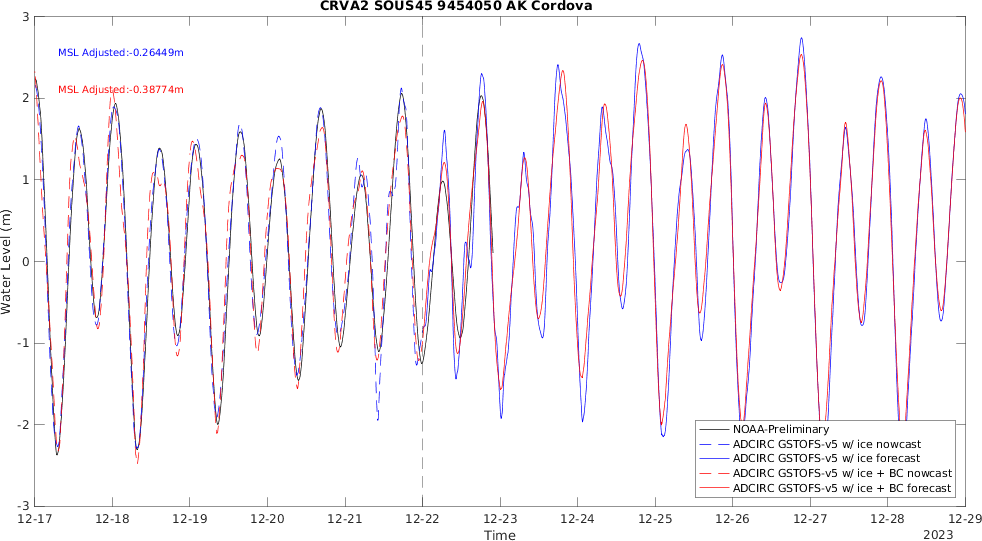 CRVA2 SOUS45 9454050 AK Cordova
MSL Adjusted:-0.26449m
MSL Adjusted:-0.38774m
Water Level (m)
3
2
1
0
-1
-2
-3
NOAA-Preliminary
ADCIRC GSTOFS-v5 w/ ice nowcast
ADCIRC GSTOFS-v5 w/ ice forecast
ADCIRC GSTOFS-v5 w/ ice + BC nowcast
ADCIRC GSTOFS-v5 w/ ice + BC forecast
12-17 12-18 12-19 12-20 12-21 12-22 12-23 12-24 12-25 12-26 12-27 12-28 12-29
Time
2023